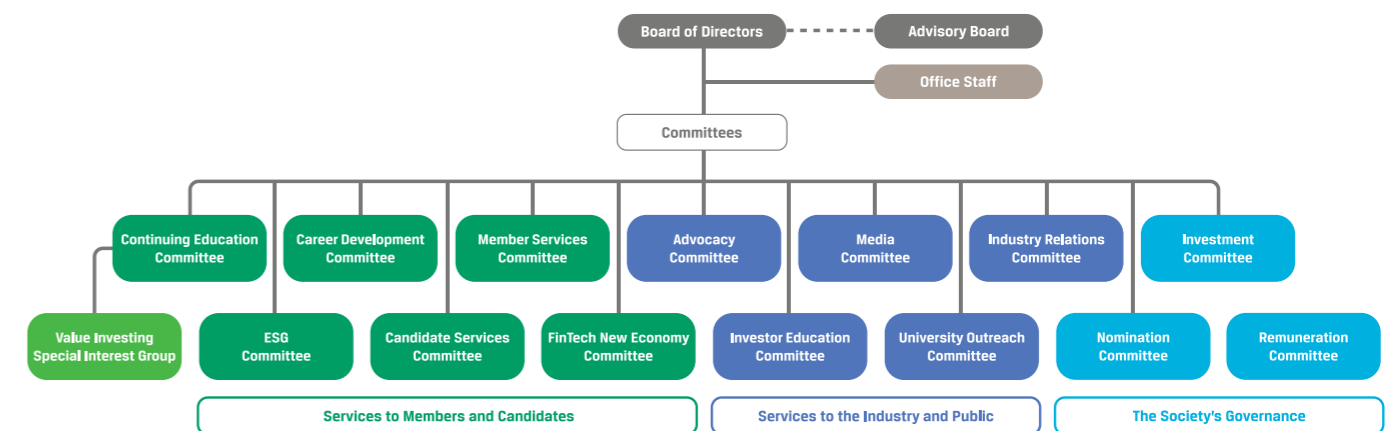 Board of Directors
Advisory Board
Office Staff
Committees
Continuing Education
Committee
Career Development
Committee
Member Services
Committee
Advocacy
Committee
Media
Committee
Industry Relations
Committee
Investment
Committee
Value Investing
Special Interest Group
ESG
Committee
Candidate Services
Committee
FinTech New Economy
Committee
Investor Education
Committee
University Outreach
Committee
Nomination
Committee
Remuneration
Committee
Services to Members and Candidates
Services to the Industry and Public
The Society's Governance